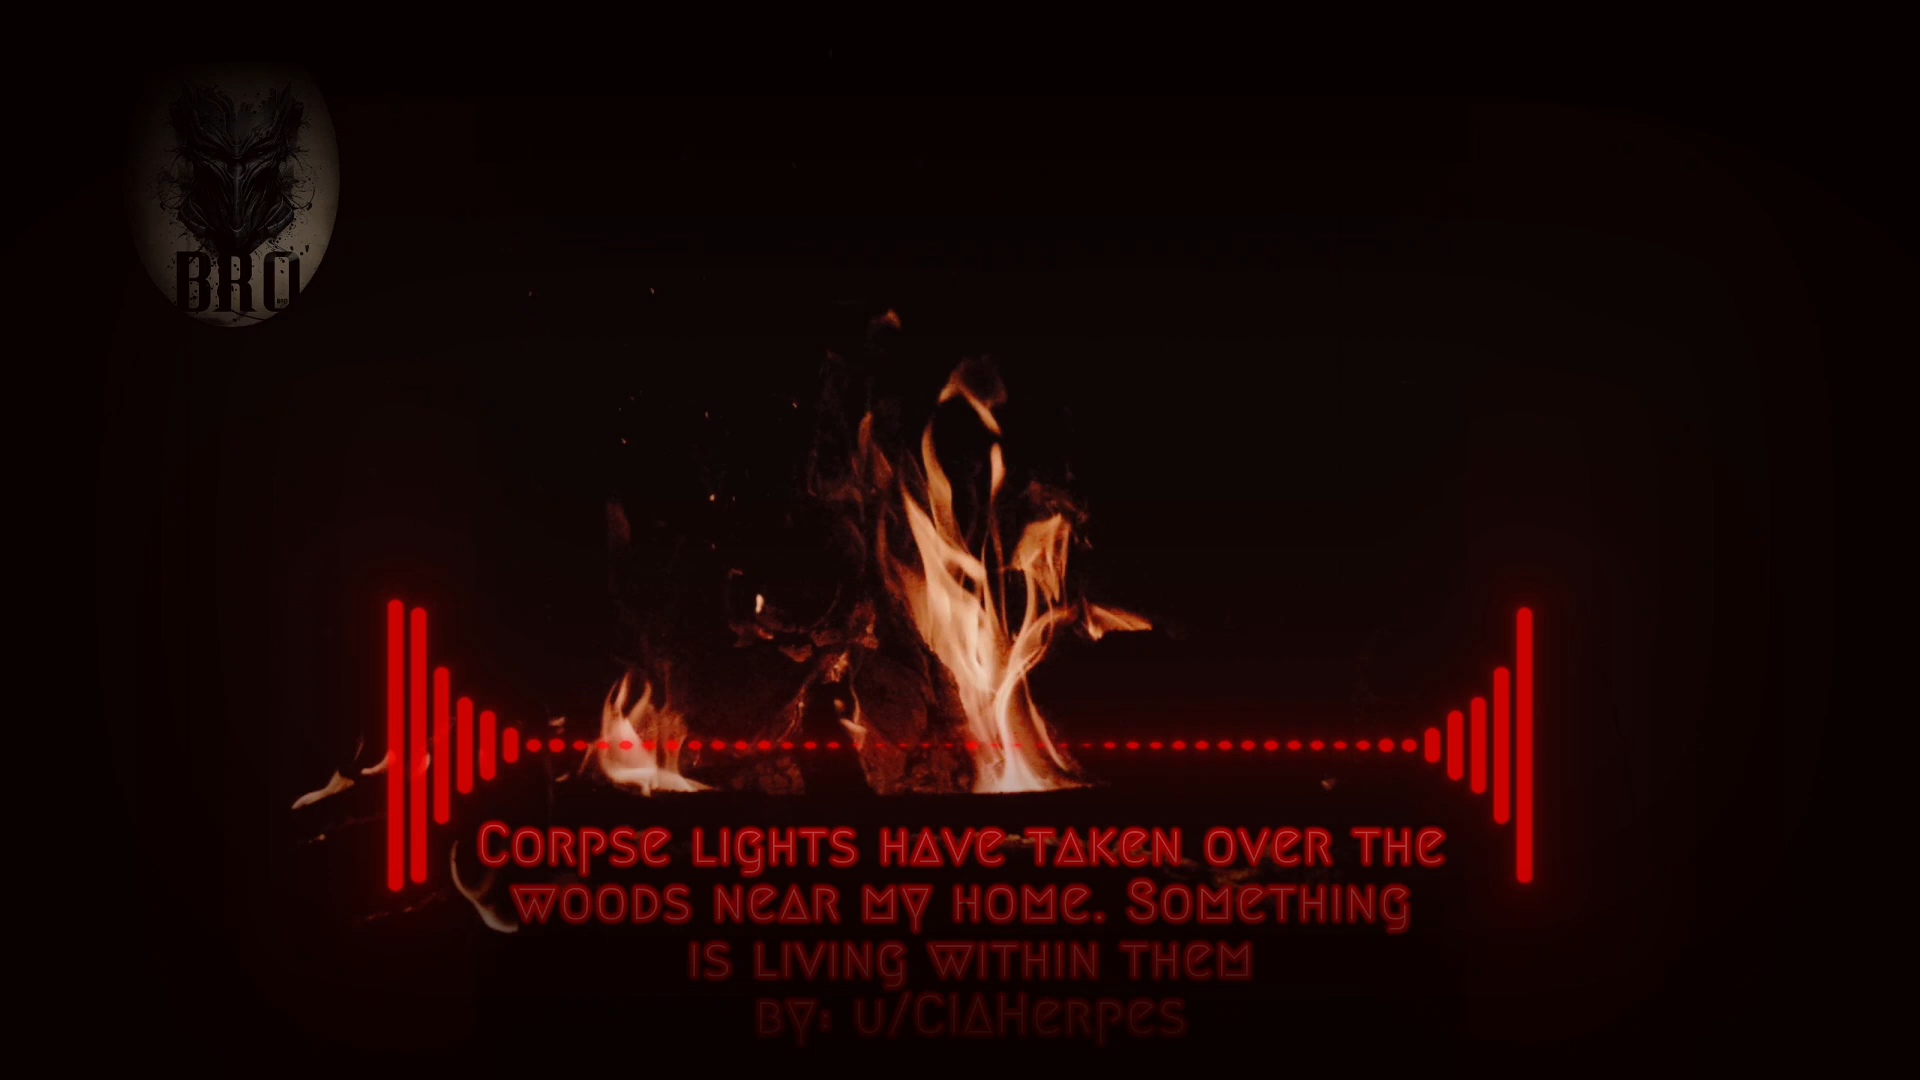 BRO
Corpse lights have taken over the
woods near my home. Something
is living within them
by: u/CIAHerpes